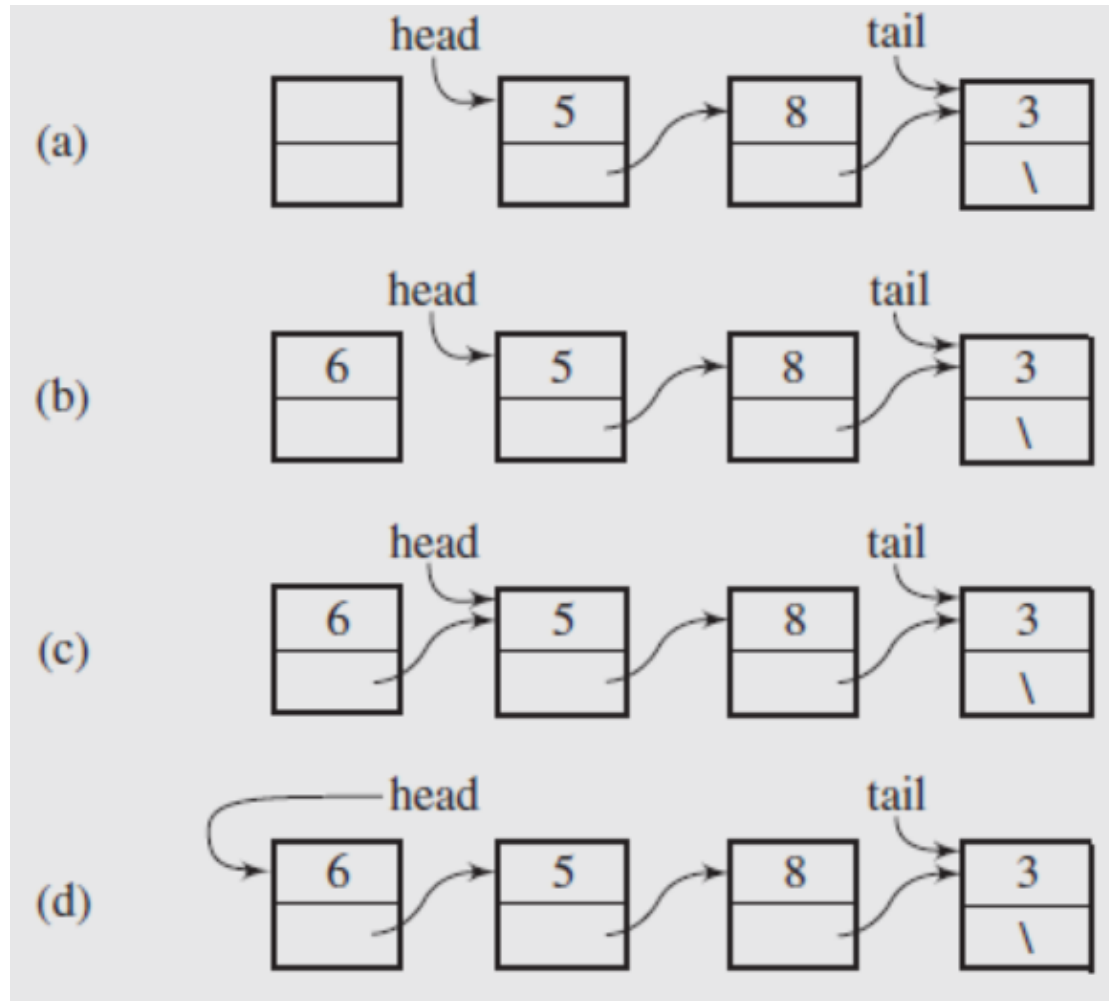 head tail
(a) 5 8 3
\
head tail
(b) 6 5 8 3
\
head tail
(c) 6 5 8 3
\
head tail
(d) 6 5 8 3
\